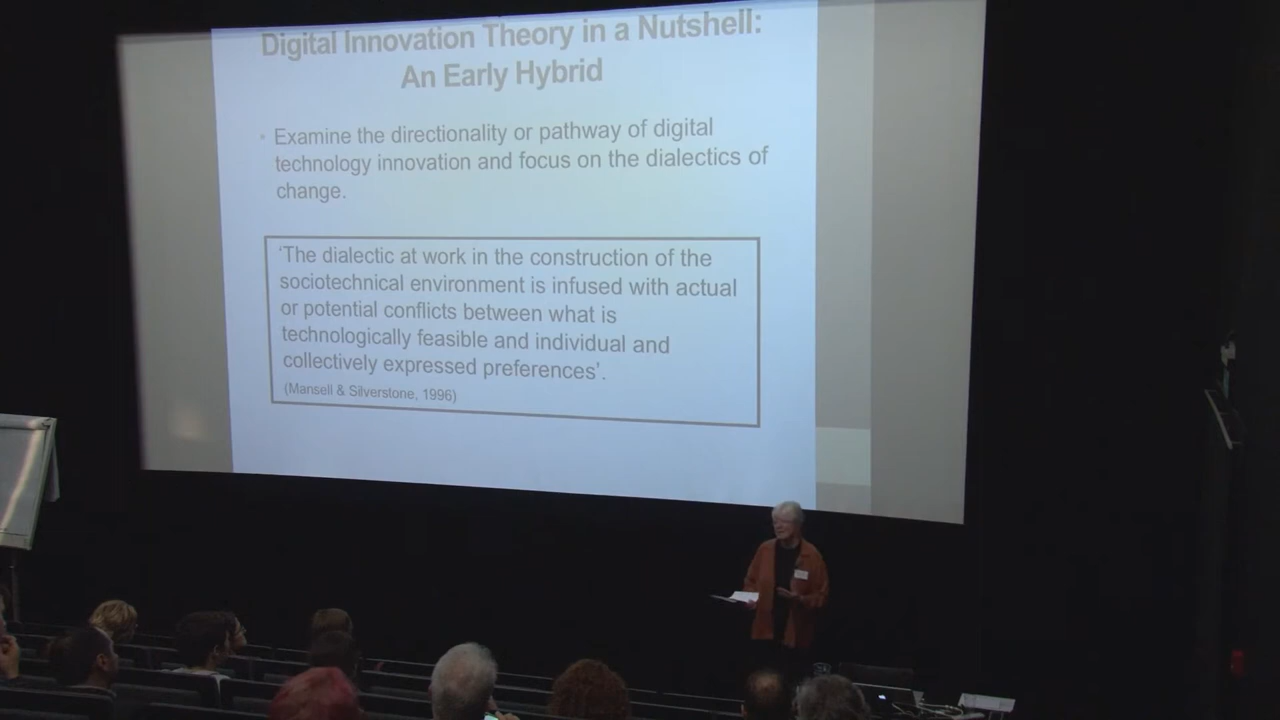 Digital Innovation Theory in a Nutshell:
An Early Hybrid
• Examine the directionality or pathway of digital
technology innovation and focus on the dialectics of
change.
‘The dialectic at work in the construction of the
sociotechnical environment is infused with actual
or potential conflicts between what is
technologically feasible and individual and
collectively expressed preferences’.
(Mansell & Silverstone, 1996)